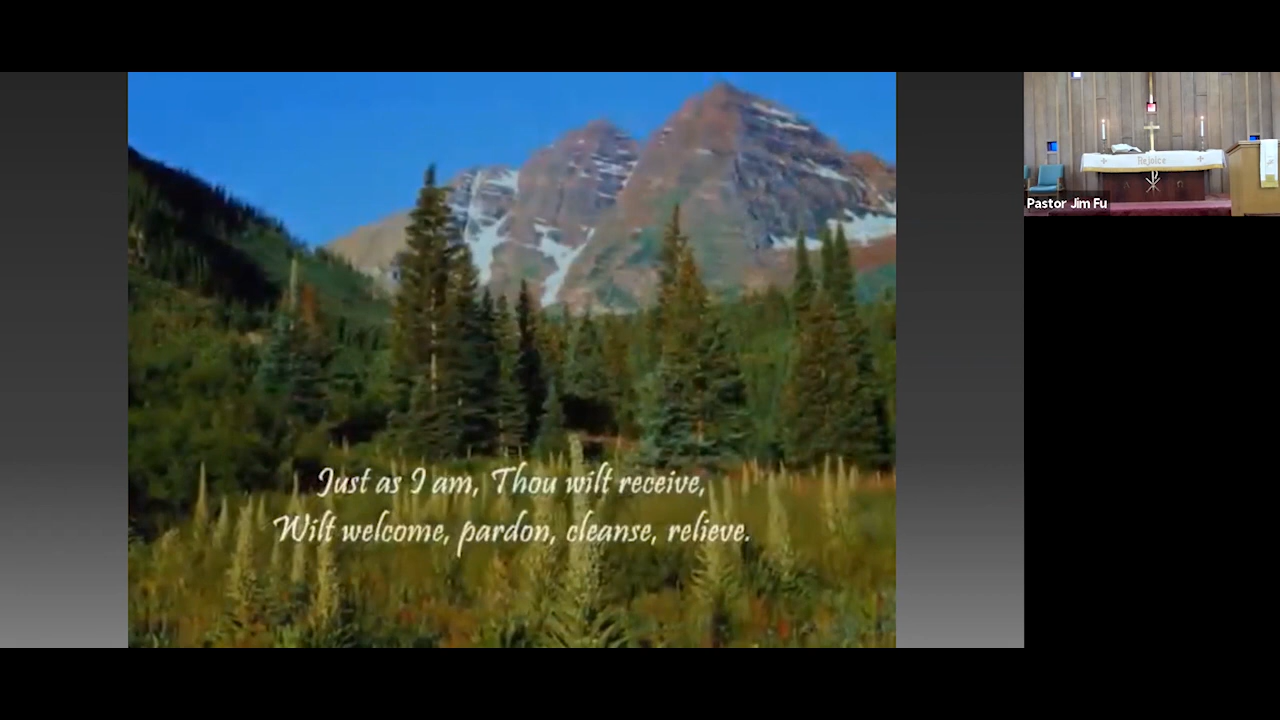 Just as I am, Thou wilt receive,
Wilt welcome, pardon, cleanse, relieve.
Rejoice
Pastor Jim Fu